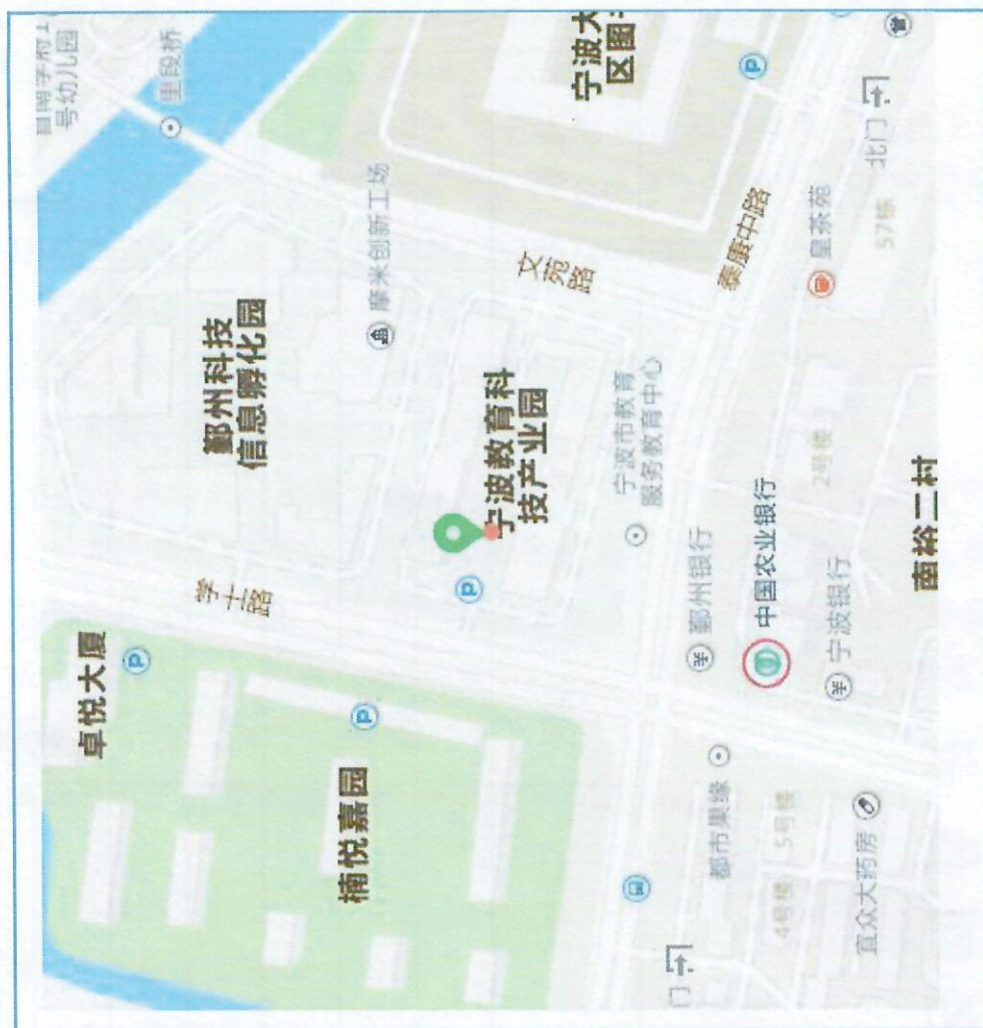 号幼儿园
里段桥
宁波大
区图
鄞州科技
信息孵化园
摩米创新工场
文苑路
泰康中路
北门
皇茶苑
57栋
学士路
宁波教育科
技产业园
宁波市教育
服务教育中心
2号楼
卓悦大厦
鄞州银行
中国农业银行
宁波银行
南裕二村
楠悦嘉园
都市果缘
5号楼
4号楼
宜众大药房
门
P
P
P
P